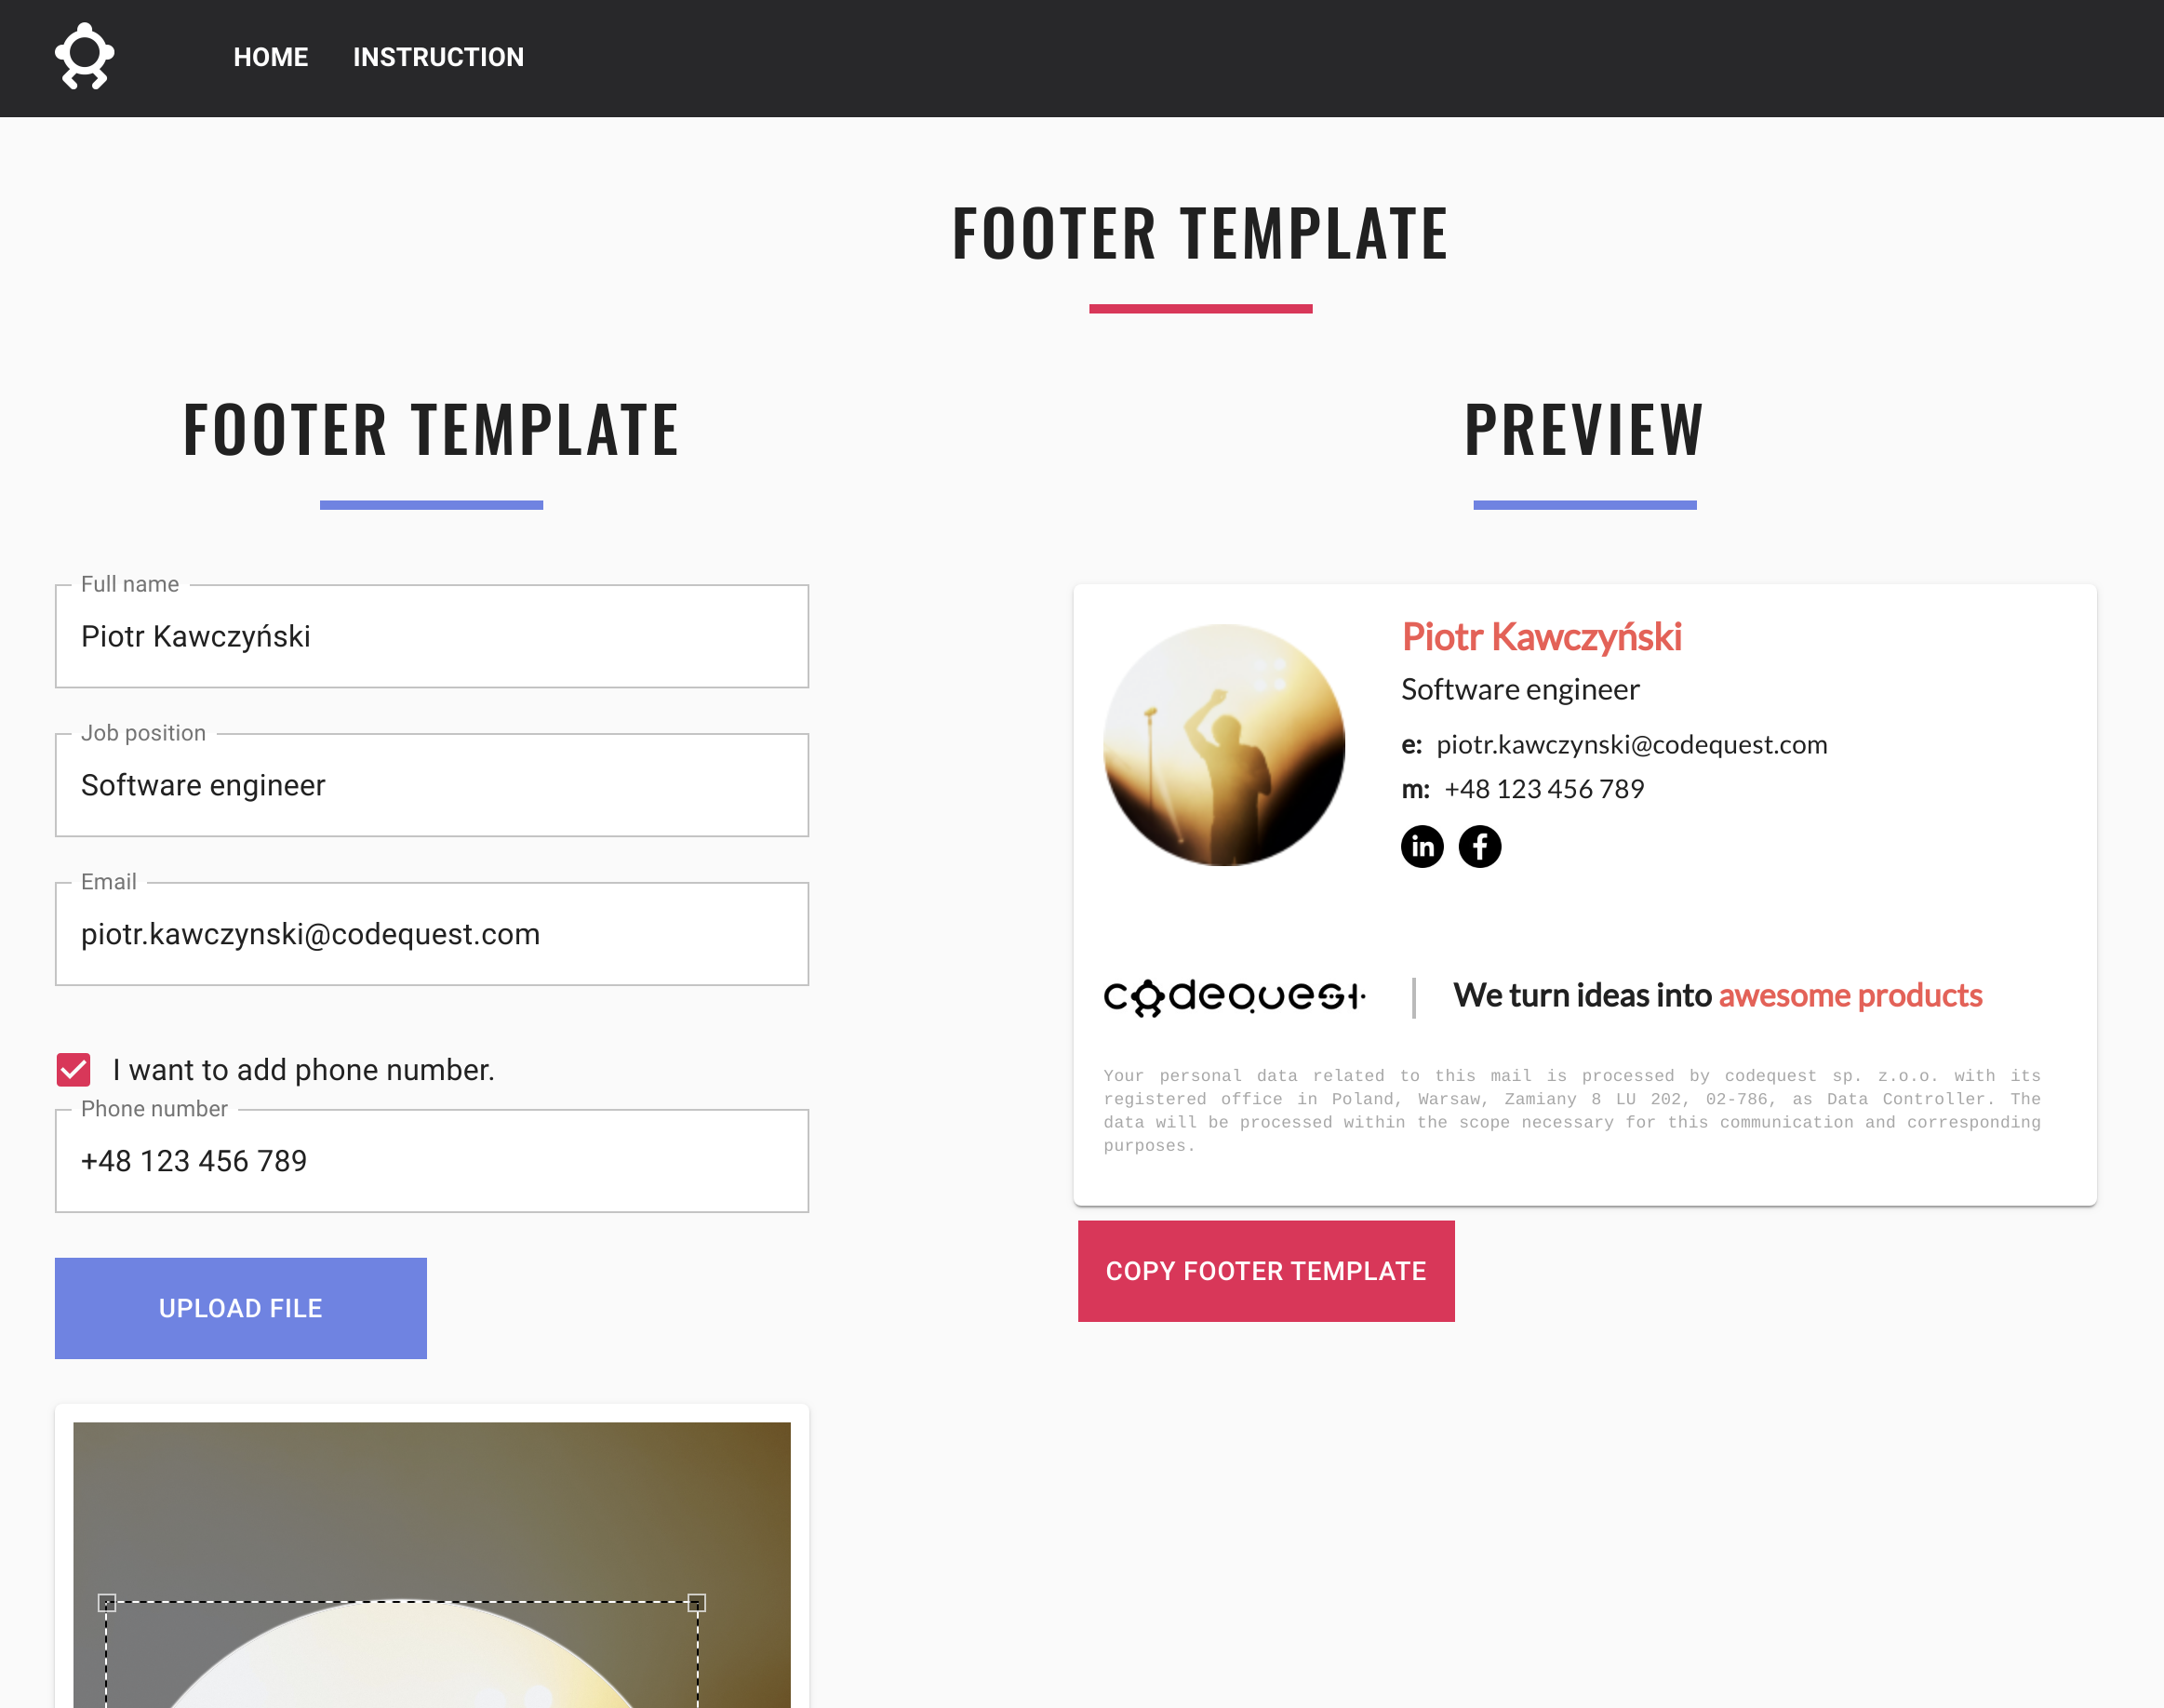 HOME INSTRUCTION
FOOTER TEMPLATE
FOOTER TEMPLATE
Full name
Piotr Kawczyński
Job position
Software engineer
Email
piotr.kawczynski@codequest.com
I want to add phone number.
Phone number
+48 123 456 789
UPLOAD FILE
PREVIEW
Piotr Kawczyński
Software engineer
e: piotr.kawczynski@codequest.com
m: +48 123 456 789
in f
codequest
We turn ideas into awesome products
Your personal data related to this mail is processed by codequest sp. z.o.o. with its
registered office in Poland, Warsaw, Zamiany 8 LU 202, 02-786, as Data Controller. The
data will be processed within the scope necessary for this communication and corresponding
purposes.
COPY FOOTER TEMPLATE